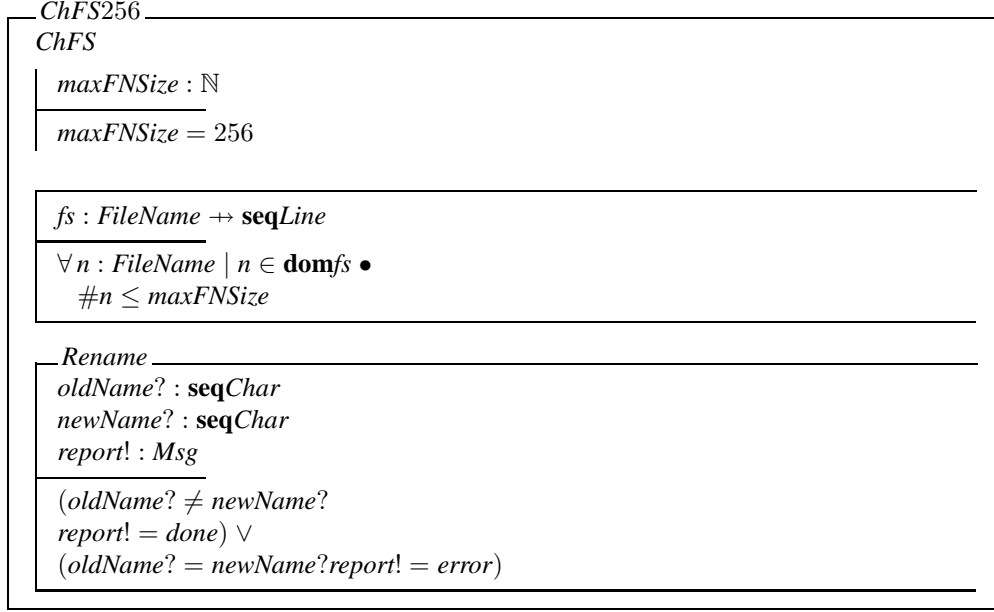 ChFS256
ChFS
maxFNSize : ℕ
maxFNSize = 256
fs : FileName ⇸ seqLine
∀ n : FileName | n ∈ domfs •
#n ≤ maxFNSize
Rename
oldName? : seqChar
newName? : seqChar
report! : Msg
(oldName? ≠ newName?
report! = done) ∨
(oldName? = newName?report! = error)